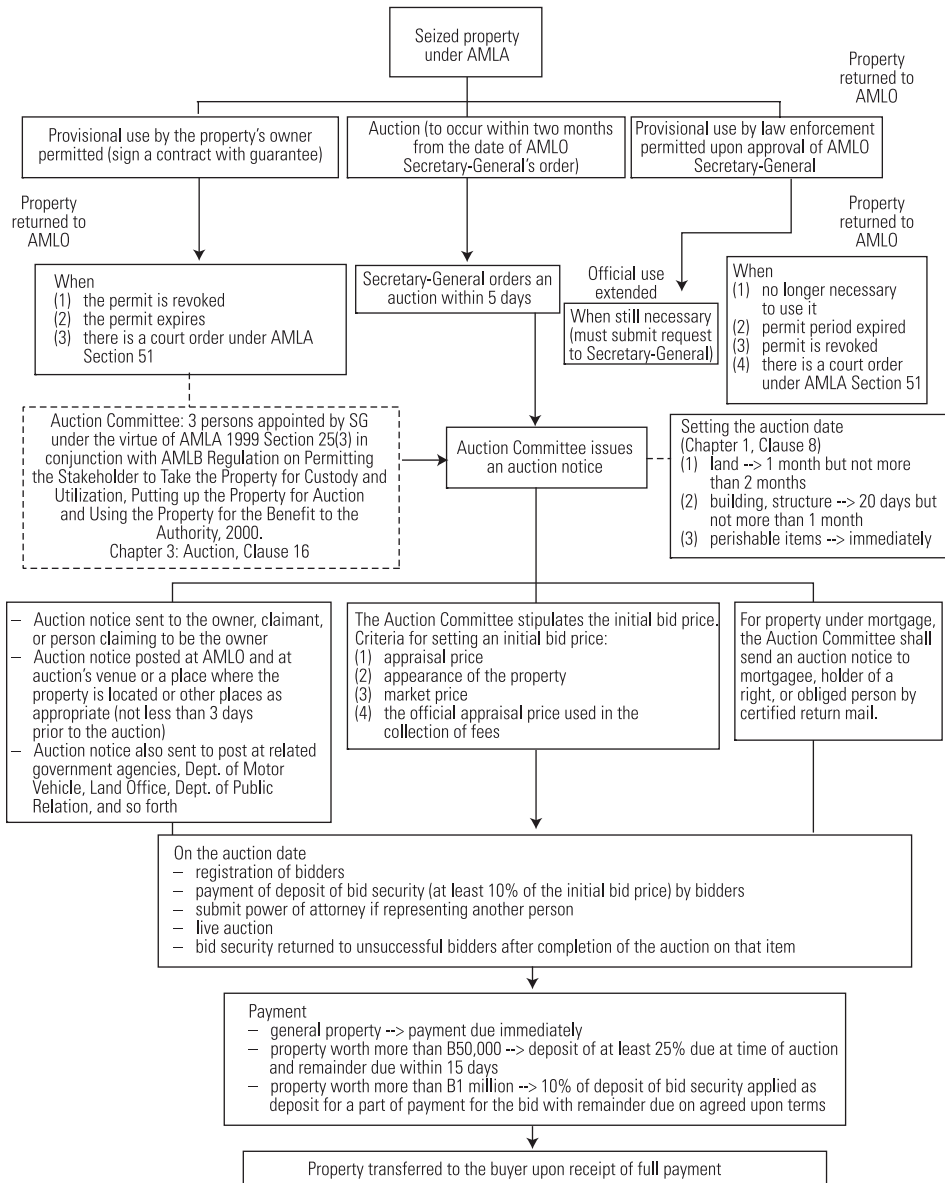 Seized property
under AMLA
Property
returned to
AMLO
Provisional use by the property's owner
permitted (sign a contract with guarantee)
Auction (to occur within two months
from the date of AMLO
Secretary-General's order)
Provisional use by law enforcement
permitted upon approval of AMLO
Secretary-General
Property
returned to
AMLO
Property
returned to
AMLO
When
(1) the permit is revoked
(2) the permit expires
(3) there is a court order under AMLA
Section 51
Secretary-General orders an
auction within 5 days
Official use
extended
When still necessary
(must submit request
to Secretary-General)
When
(1) no longer necessary
to use it
(2) permit period expired
(3) permit is revoked
(4) there is a court order
under AMLA Section 51
Auction Committee: 3 persons appointed by SG
under the virtue of AMLA 1999 Section 25(3) in
conjunction with AMLB Regulation on Permitting
the Stakeholder to Take the Property for Custody and
Utilization, Putting up the Property for Auction
and Using the Property for the Benefit to the
Authority, 2000.
Chapter 3: Auction, Clause 16
Auction Committee issues
an auction notice
Setting the auction date
(Chapter 1, Clause 8)
(1) land --> 1 month but not more
than 2 months
(2) building, structure --> 20 days but
not more than 1 month
(3) perishable items --> immediately
– Auction notice sent to the owner, claimant,
or person claiming to be the owner
– Auction notice posted at AMLO and at
auction's venue or a place where the
property is located or other places as
appropriate (not less than 3 days
prior to the auction)
– Auction notice also sent to post at related
government agencies, Dept. of Motor
Vehicle, Land Office, Dept. of Public
Relation, and so forth
The Auction Committee stipulates the initial bid price.
Criteria for setting an initial bid price:
(1) appraisal price
(2) appearance of the property
(3) market price
(4) the official appraisal price used in the
collection of fees
For property under mortgage,
the Auction Committee shall
send an auction notice to
mortgagee, holder of a
right, or obliged person by
certified return mail.
On the auction date
– registration of bidders
– payment of deposit of bid security (at least 10% of the initial bid price) by bidders
– submit power of attorney if representing another person
– live auction
– bid security returned to unsuccessful bidders after completion of the auction on that item
Payment
– general property --> payment due immediately
– property worth more than B50,000 --> deposit of at least 25% due at time of auction
and remainder due within 15 days
– property worth more than B1 million --> 10% of deposit of bid security applied as
deposit for a part of payment for the bid with remainder due on agreed upon terms
Property transferred to the buyer upon receipt of full payment